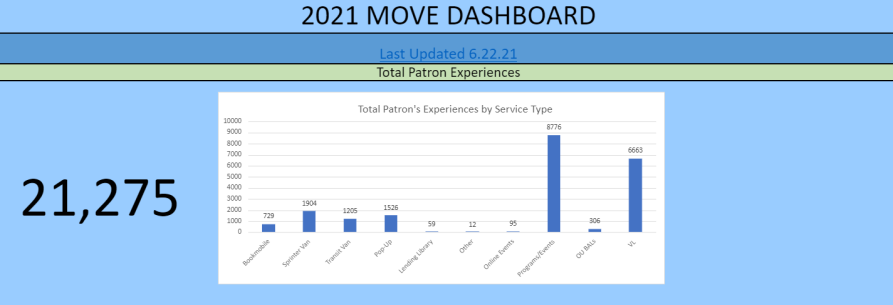 2021 MOVE DASHBOARD
Last Updated 6.22.21
Total Patron Experiences
21,275
Total Patron's Experiences by Service Type
10000
9000
8000
7000
6000
5000
4000
3000
2000
1000
0
729
1904
1205
1526
59
12
95
8776
306
6663
Bookmobile
Sprinter Van
Transit Van
Pop-Up
Lending Library
Other
Online Events
Programs/Events
OU BALs
VL